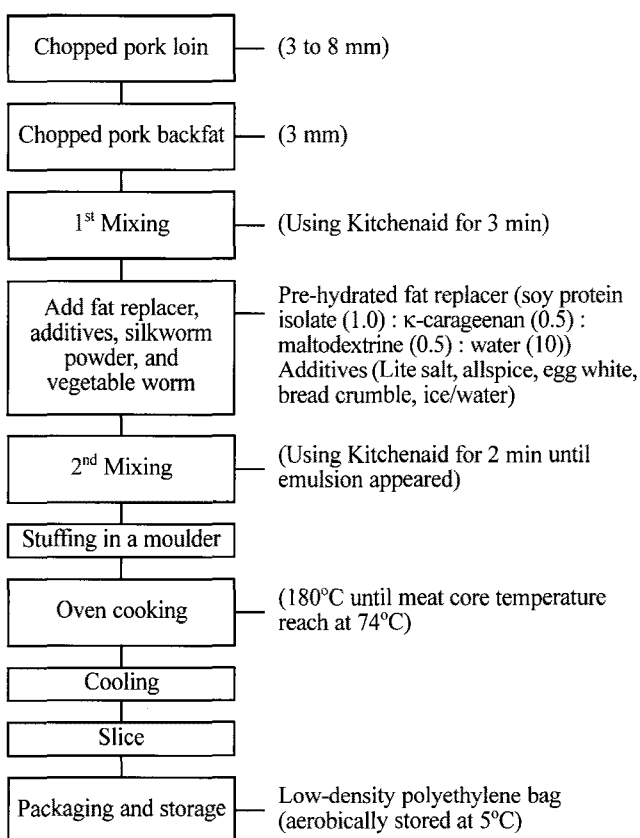 Chopped pork loin
(3 to 8 mm)
Chopped pork backfat
(3 mm)
1st Mixing
(Using Kitchenaid for 3 min)
Add fat replacer,
additives, silkworm
powder, and
vegetable worm
Pre-hydrated fat replacer (soy protein
isolate (1.0) : κ-carageenan (0.5) :
maltodextrine (0.5) : water (10))
Additives (Lite salt, allspice, egg white,
bread crumble, ice/water)
2nd Mixing
(Using Kitchenaid for 2 min until
emulsion appeared)
Stuffing in a moulder
Oven cooking
(180°C until meat core temperature
reach at 74°C)
Cooling
Slice
Packaging and storage
Low-density polyethylene bag
(aerobically stored at 5°C)